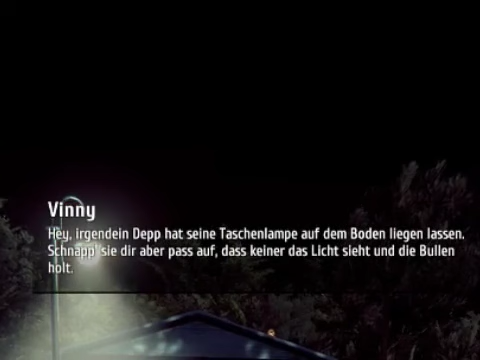 Vinny
Hey, irgendein Depp hat seine Taschenlampe auf dem Boden liegen lassen.
Schnapp' sie dir aber pass auf, dass keiner das Licht sieht und die Bullen
holt.